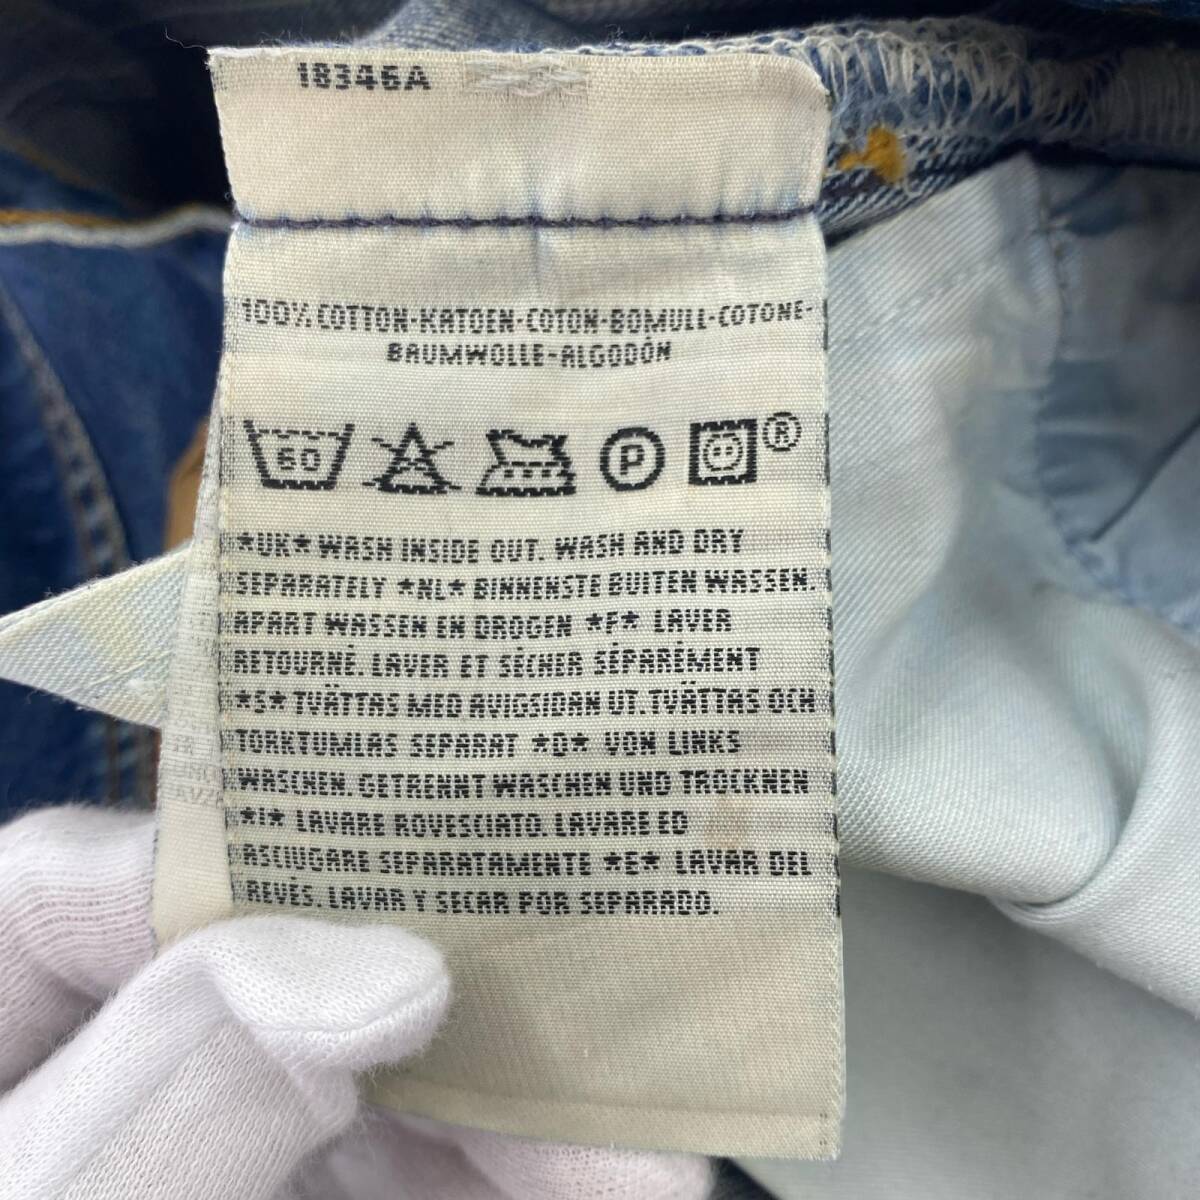 18346A
100% COTTON-KATOEN-COTON-BOMULL-COTONE-
BAUMWOLLE-ALGODÓN
60 P ®
*UK* WASH INSIDE OUT. WASH AND DRY
SEPARATELY *NL* BINNENSTE BUITEN WASSEN.
APART WASSEN EN DROGEN *F* LAVER
RETOURNÉ. LAVER ET SÉCHER SÉPARÉMENT
*S* TVÄTTAS MED AVIGSIDAN UT. TVÄTTAS OCH
TORKTUMLAS SEPARAT *D* VON LINKS
WASCHEN. GETRENNT WASCHEN UND TROCKNEN
*I* LAVARE ROVESCIATO. LAVARE ED
ASCIUGARE SEPARATAMENTE *E* LAVAR DEL
REVÉS. LAVAR Y SECAR POR SEPARADO.